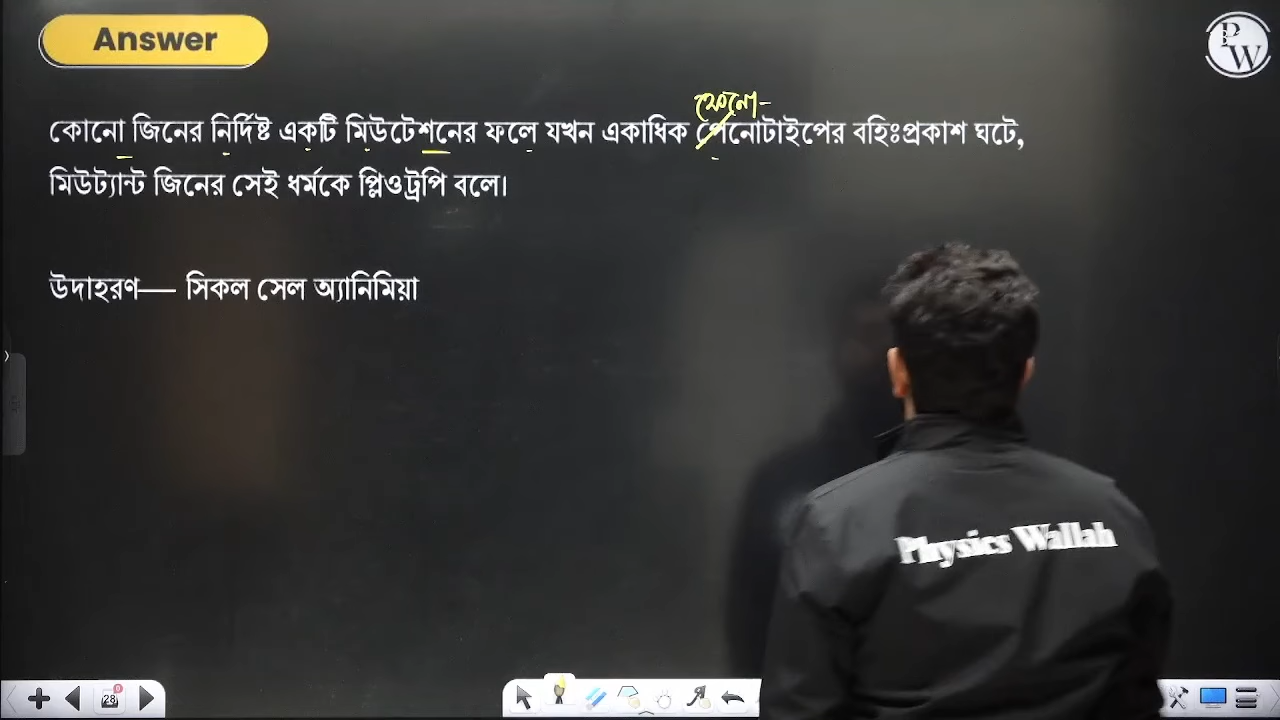 Answer
PW
ফেনো-
কোনো জিনের নির্দিষ্ট একটি মিউটেশনের ফলে যখন একাধিক পেনোটাইপের বহিঃপ্রকাশ ঘটে,
মিউট্যান্ট জিনের সেই ধর্মকে প্লিওট্রপি বলে।
উদাহরণ— সিকল সেল অ্যানিমিয়া
Physics Wallah
28